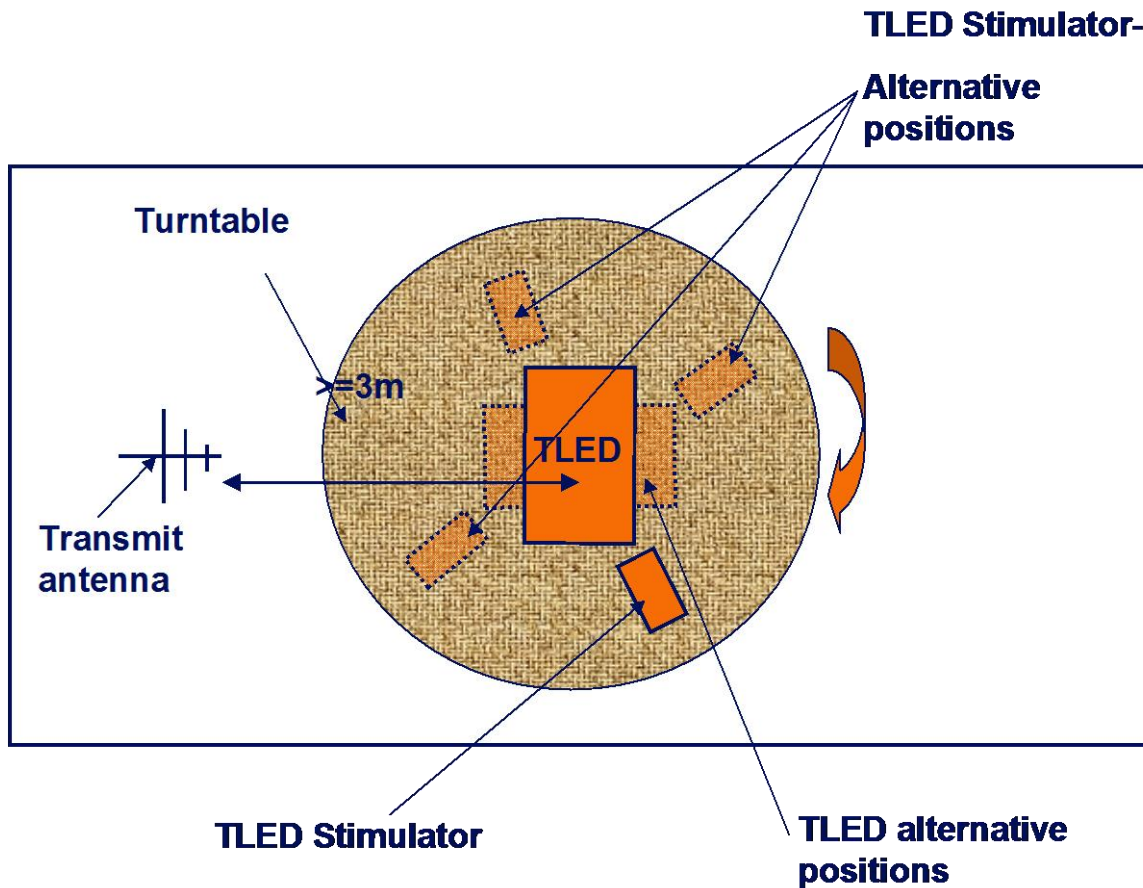 TLED Stimulator-
Alternative
positions
Turntable
>=3m
TLED
Transmit
antenna
TLED Stimulator
TLED alternative
positions